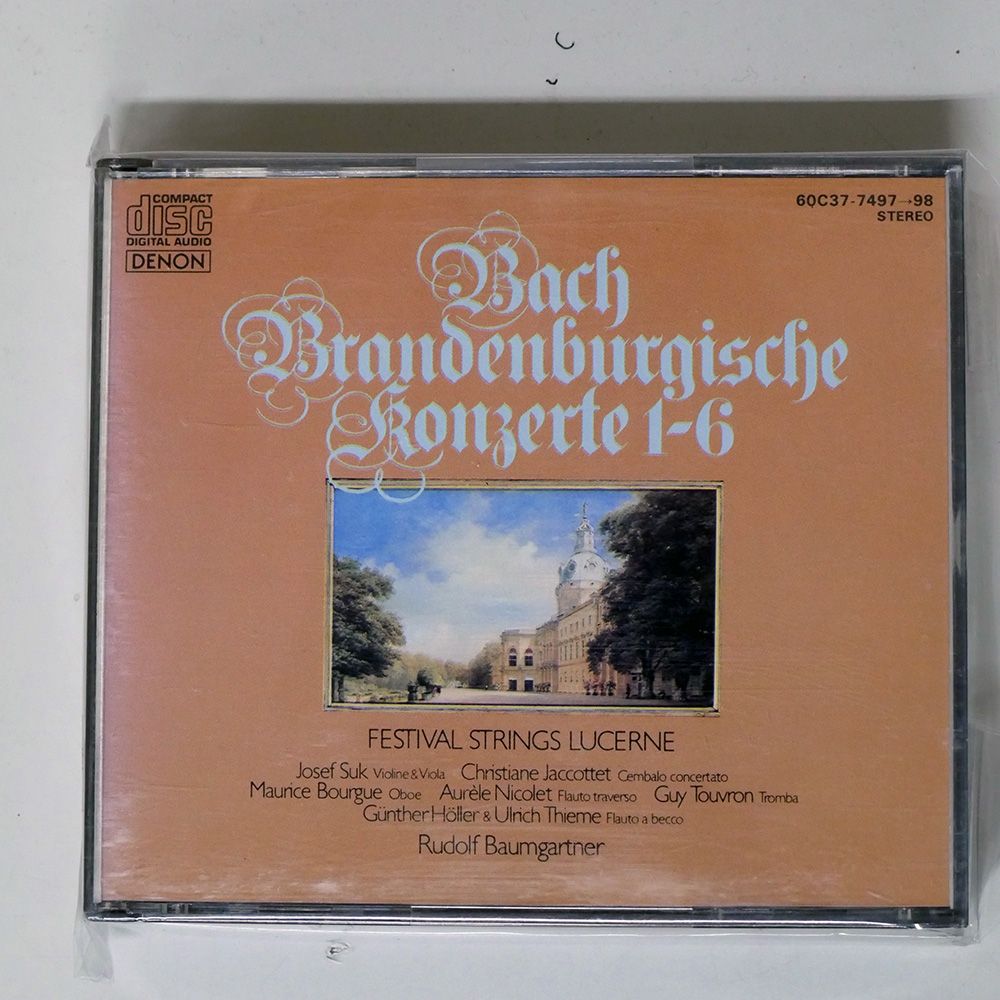 COMPACT
disc
DIGITAL AUDIO
DENON
60C37-7497→98
STEREO
Bach
Brandenburgische
Konzerte 1-6
FESTIVAL STRINGS LUCERNE
Josef Suk Violine & Viola Christiane Jaccottet Cembalo concertato
Maurice Bourgue Oboe Aurèle Nicolet Flauto traverso Guy Touvron Tromba
Günther Höller & Ulrich Thieme Flauto a becco
Rudolf Baumgartner